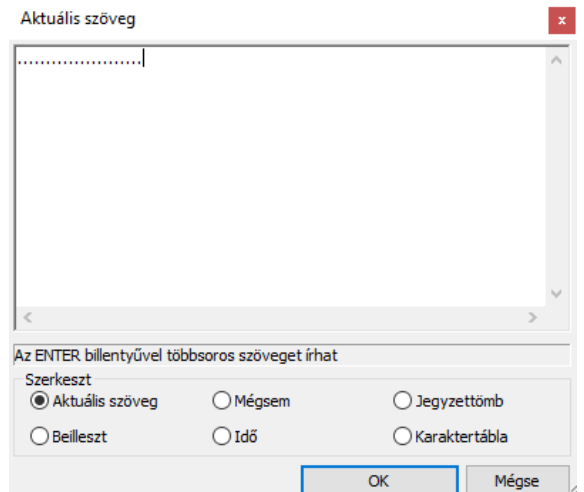 Aktuális szöveg
x
......................
Az ENTER billentyűvel többsoros szöveget írhat
Szerkeszt
Aktuális szöveg Mégsem Jegyzettömb
Beilleszt Idő Karaktertábla
OK Mégse